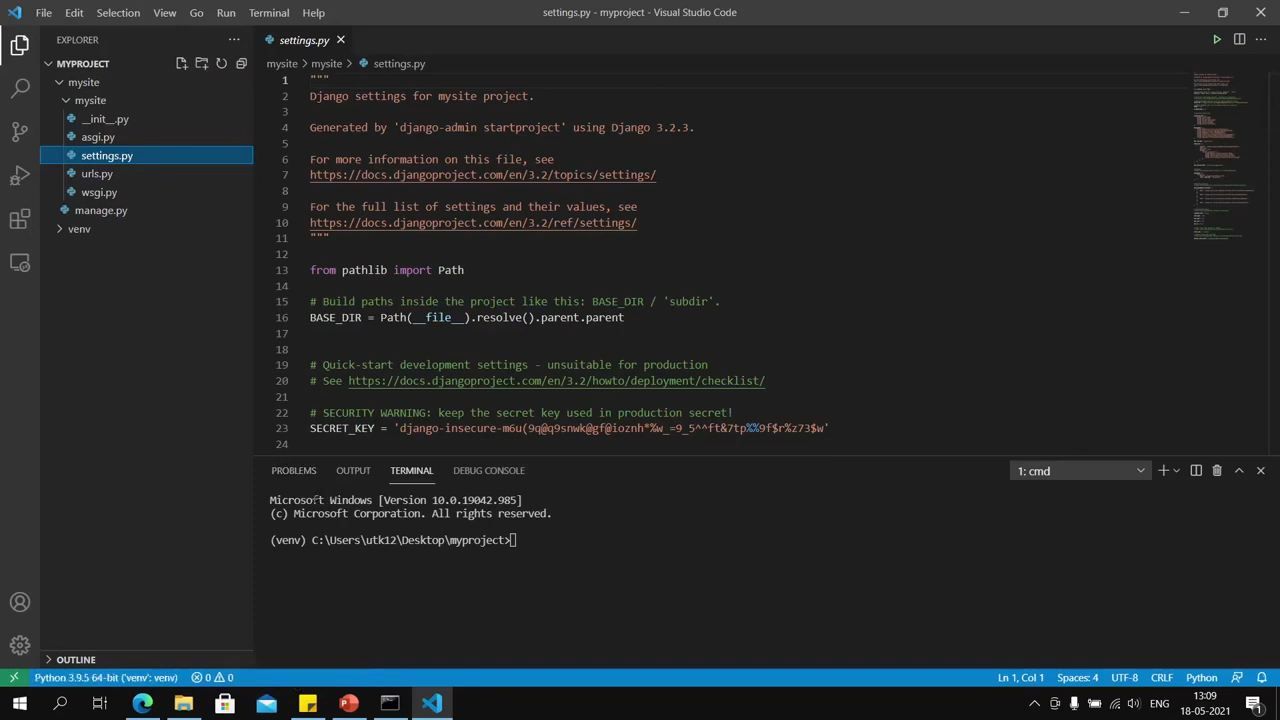 File Edit Selection View Go Run Terminal Help
settings.py - myproject - Visual Studio Code
EXPLORER
MYPROJECT
mysite
mysite
__init__.py
asgi.py
settings.py
urls.py
wsgi.py
manage.py
venv
OUTLINE
settings.py
mysite > mysite > settings.py
1 """
2 Django settings for mysite project.
3
4 Generated by 'django-admin startproject' using Django 3.2.3.
5
6 For more information on this file, see
7 https://docs.djangoproject.com/en/3.2/topics/settings/
8
9 For the full list of settings and their values, see
10 https://docs.djangoproject.com/en/3.2/ref/settings/
11 """
12
13 from pathlib import Path
14
15 # Build paths inside the project like this: BASE_DIR / 'subdir'.
16 BASE_DIR = Path(__file__).resolve().parent.parent
17
18
19 # Quick-start development settings - unsuitable for production
20 # See https://docs.djangoproject.com/en/3.2/howto/deployment/checklist/
21
22 # SECURITY WARNING: keep the secret key used in production secret!
23 SECRET_KEY = 'django-insecure-m6u(9q@q9snwk@gf@ioznh*%w_=9_5^^ft&7tp%%9f$r%z73$w'
24
PROBLEMS OUTPUT TERMINAL DEBUG CONSOLE
1: cmd
Microsoft Windows [Version 10.0.19042.985]
(c) Microsoft Corporation. All rights reserved.
(venv) C:\Users\utk12\Desktop\myproject>
Python 3.9.5 64-bit ('venv': venv) 0 0
Ln 1, Col 1 Spaces: 4 UTF-8 CRLF Python
ENG
13:09
18-05-2021